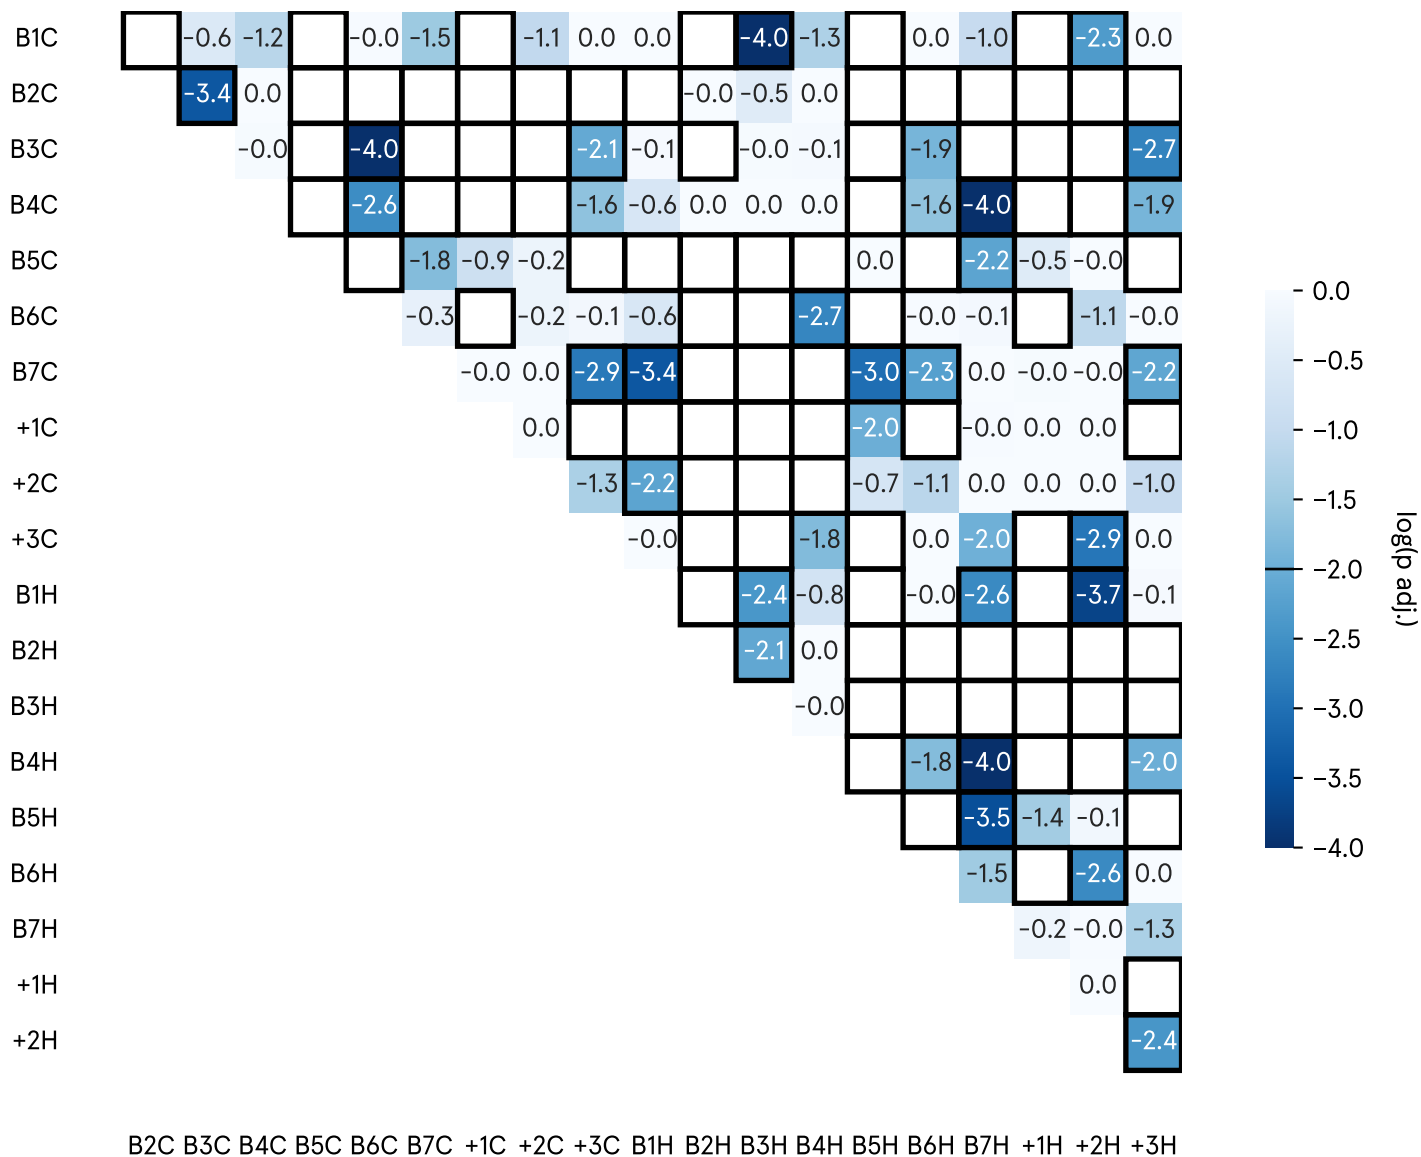 B1C −0.6 −1.2 −0.0 −1.5 −1.1 0.0 0.0 −4.0 −1.3 0.0 −1.0 −2.3 0.0
B2C −3.4 0.0 −0.0 −0.5 0.0
B3C −0.0 −4.0 −2.1 −0.1 −0.0 −0.1 −1.9 −2.7
B4C −2.6 −1.6 −0.6 0.0 0.0 0.0 −1.6 −4.0 −1.9
B5C −1.8 −0.9 −0.2 0.0 −2.2 −0.5 −0.0
B6C −0.3 −0.2 −0.1 −0.6 −2.7 −0.0 −0.1 −1.1 −0.0
B7C −0.0 0.0 −2.9 −3.4 −3.0 −2.3 0.0 −0.0 −0.0 −2.2
+1C 0.0 −2.0 −0.0 0.0 0.0
+2C −1.3 −2.2 −0.7 −1.1 0.0 0.0 0.0 −1.0
+3C −0.0 −1.8 0.0 −2.0 −2.9 0.0
B1H −2.4 −0.8 −0.0 −2.6 −3.7 −0.1
B2H −2.1 0.0
B3H −0.0
B4H −1.8 −4.0 −2.0
B5H −3.5 −1.4 −0.1
B6H −1.5 −2.6 0.0
B7H −0.2 −0.0 −1.3
+1H 0.0
+2H −2.4
B2C B3C B4C B5C B6C B7C +1C +2C +3C B1H B2H B3H B4H B5H B6H B7H +1H +2H +3H
0.0
−0.5
−1.0
−1.5
−2.0
−2.5
−3.0
−3.5
−4.0
log(p adj.)